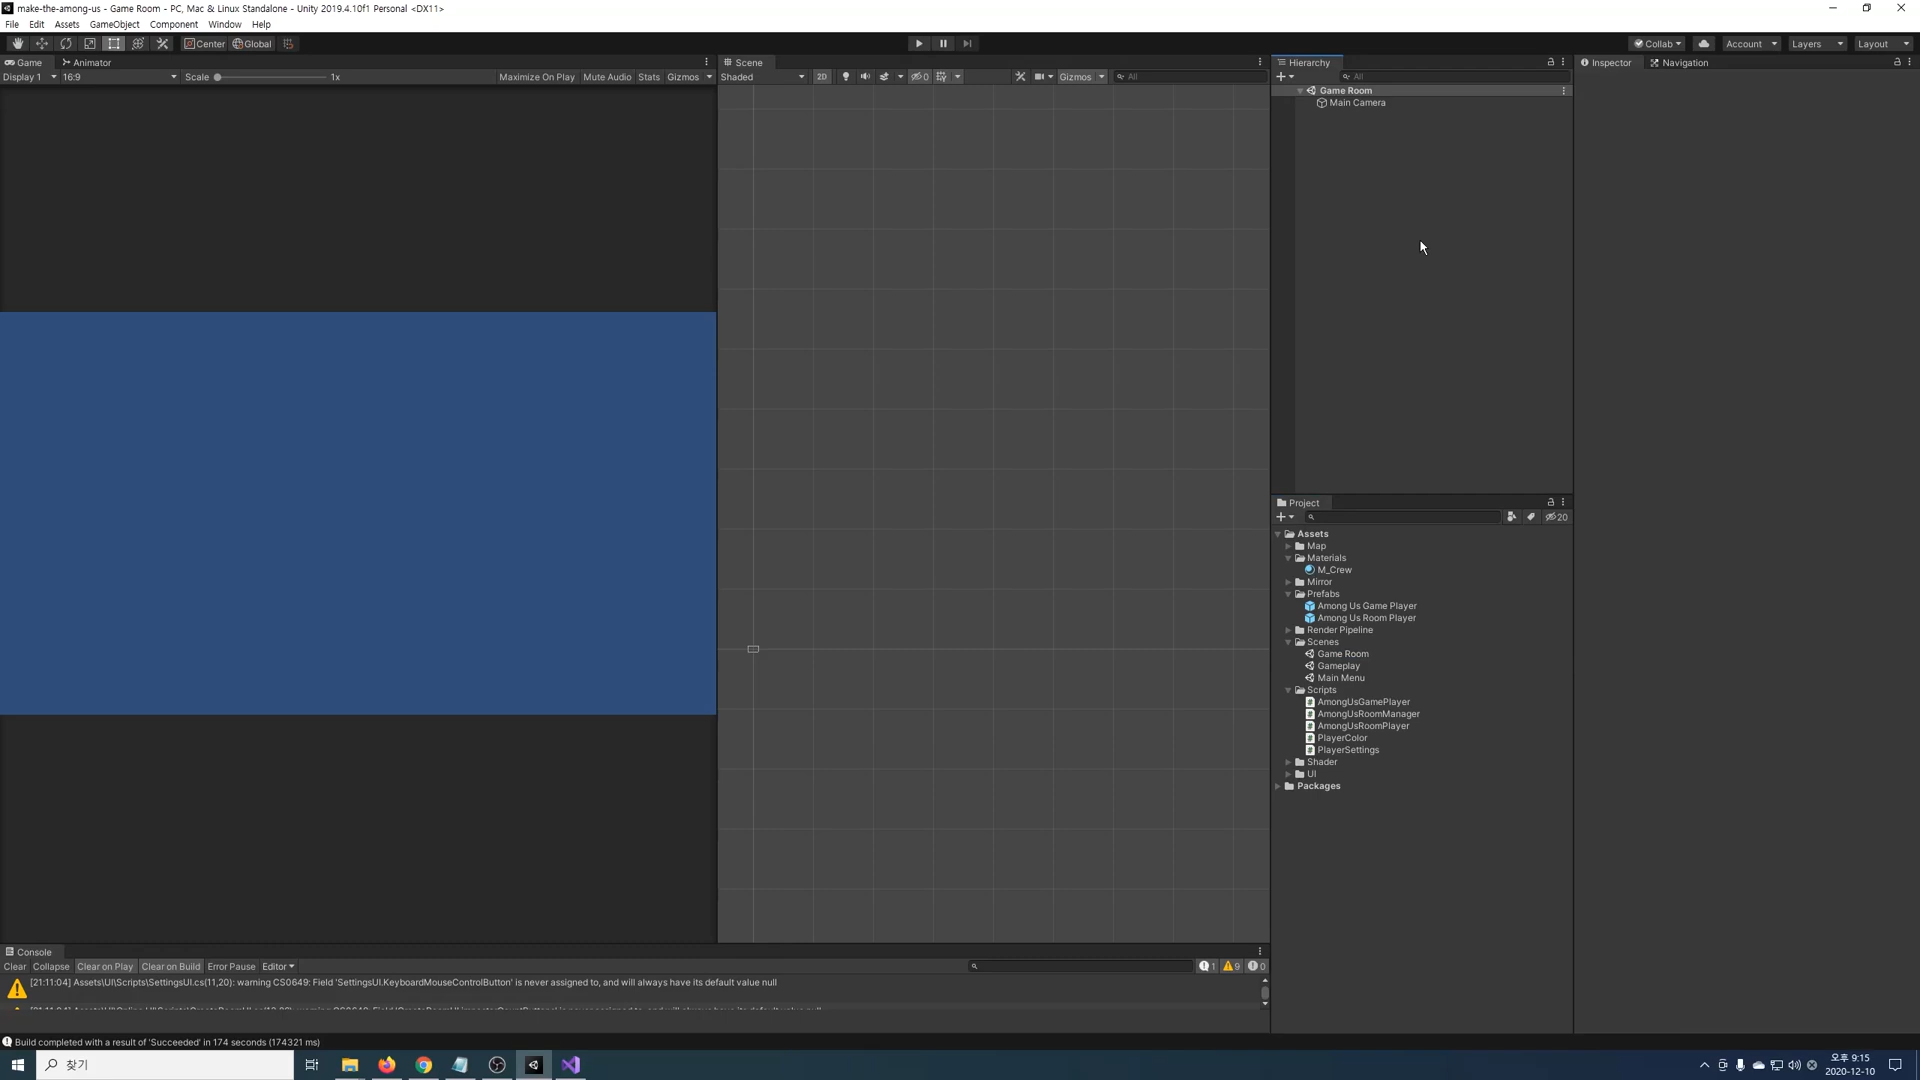 make-the-among-us - Game Room - PC, Mac & Linux Standalone - Unity 2019.4.10f1 Personal <DX11>
File Edit Assets GameObject Component Window Help
Center Global Collab Account Layers Layout
Game Animator
Display 1 16:9 Scale 1x Maximize On Play Mute Audio Stats Gizmos
Scene
Shaded 2D 0 Gizmos All
Hierarchy
All
Game Room
Main Camera
Inspector Navigation
Project
20
Assets
Map
Materials
M_Crew
Mirror
Prefabs
Among Us Game Player
Among Us Room Player
Render Pipeline
Scenes
Game Room
Gameplay
Main Menu
Scripts
AmongUsGamePlayer
AmongUsRoomManager
AmongUsRoomPlayer
PlayerColor
PlayerSettings
Shader
UI
Packages
Console
Clear Collapse Clear on Play Clear on Build Error Pause Editor 1 9 0
[21:11:04] Assets\UI\Scripts\SettingsUI.cs(11,20): warning CS0649: Field 'SettingsUI.KeyboardMouseControlButton' is never assigned to, and will always have its default value null
Build completed with a result of 'Succeeded' in 174 seconds (174321 ms)
찾기
오후 9:15
2020-12-10